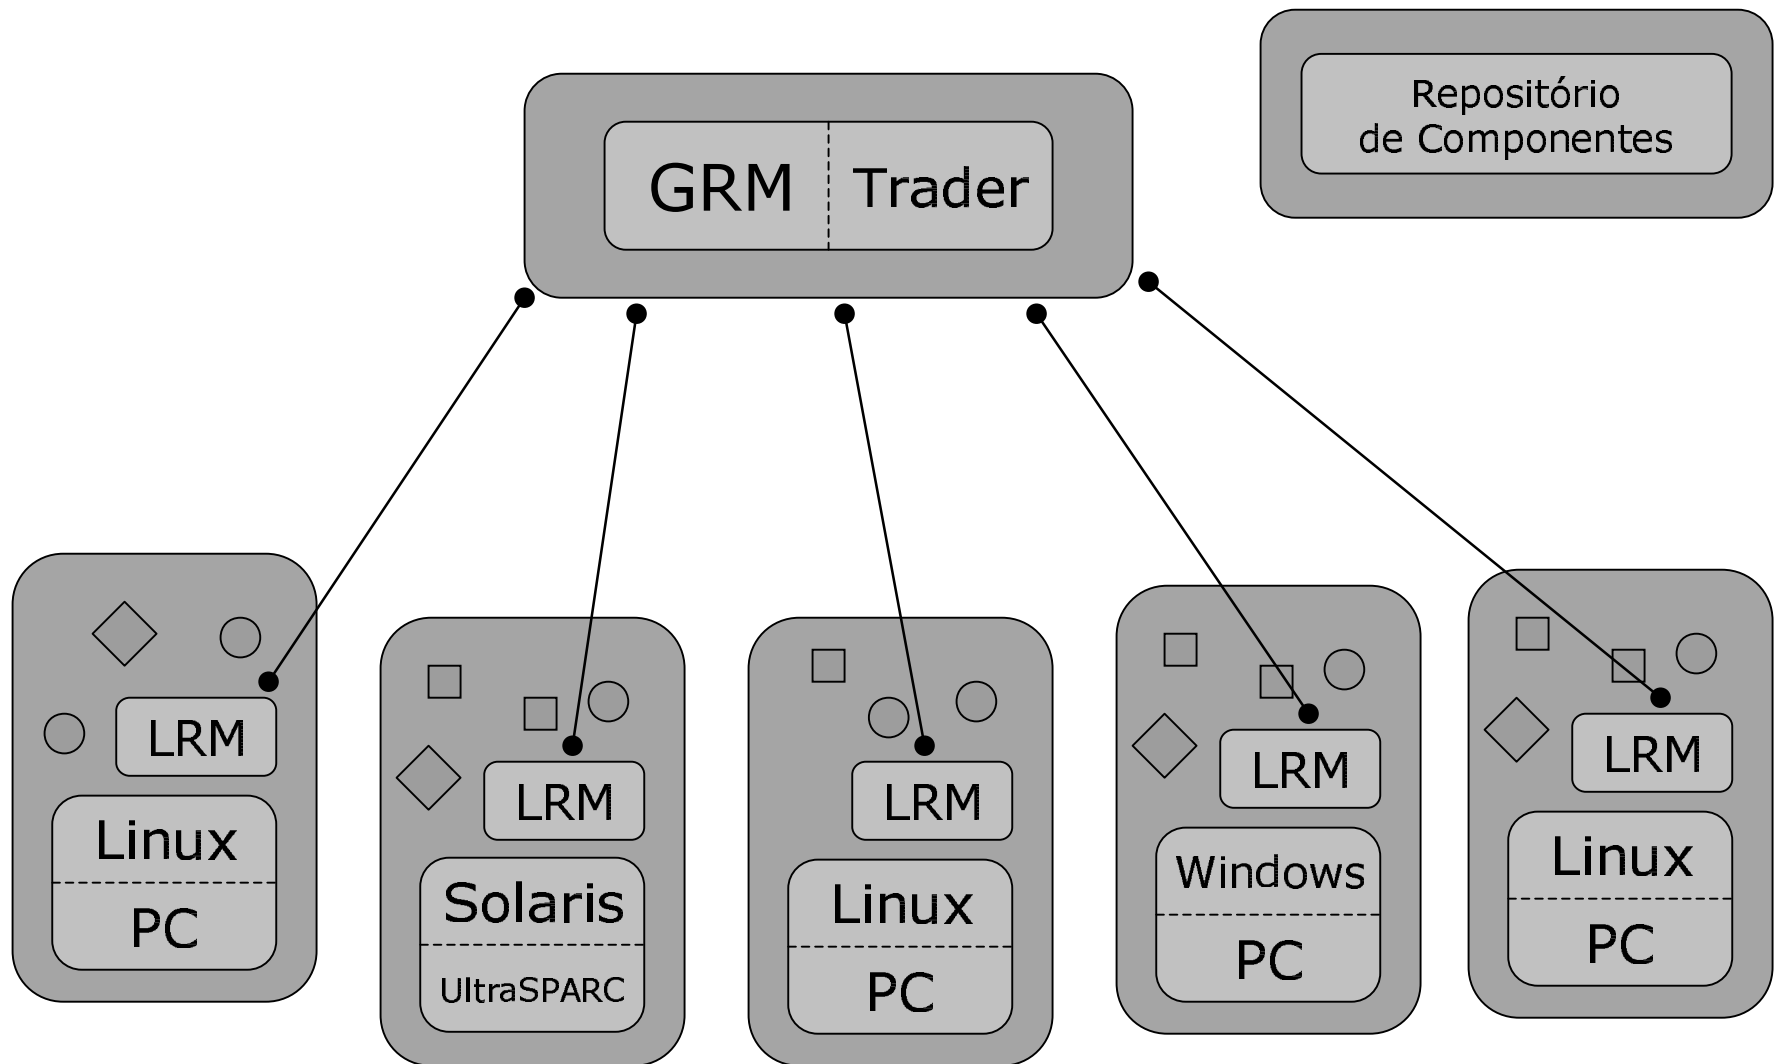 Repositório
de Componentes
GRM
Trader
LRM
Linux
PC
LRM
Solaris
UltraSPARC
LRM
Linux
PC
LRM
Windows
PC
LRM
Linux
PC